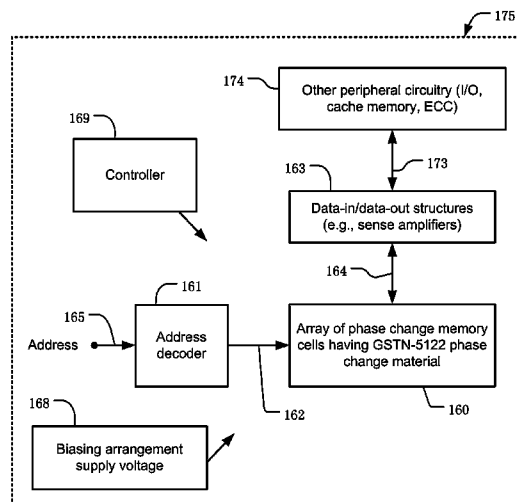 175
174
Other peripheral circuitry (I/O,
cache memory, ECC)
169
Controller
173
163
Data-in/data-out structures
(e.g., sense amplifiers)
164
161
165
Address
Address
decoder
Array of phase change memory
cells having GSTN-5122 phase
change material
162
160
168
Biasing arrangement
supply voltage